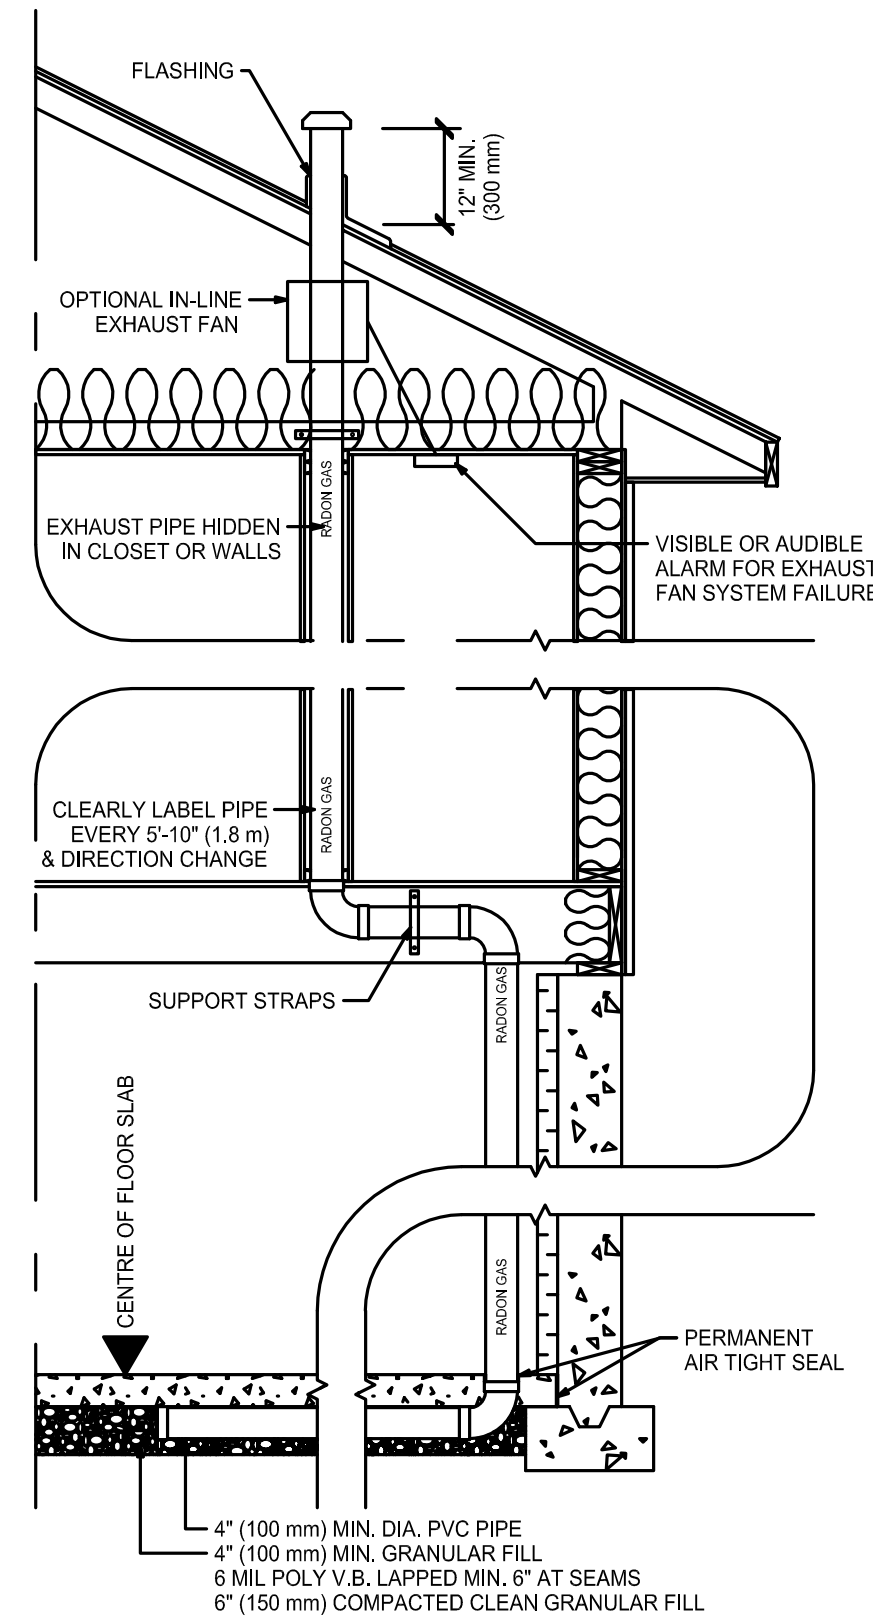 FLASHING
12" MIN.
(300 mm)
OPTIONAL IN-LINE
EXHAUST FAN
RADON GAS
EXHAUST PIPE HIDDEN
IN CLOSET OR WALLS
VISIBLE OR AUDIBLE
ALARM FOR EXHAUST
FAN SYSTEM FAILURE
RADON GAS
CLEARLY LABEL PIPE
EVERY 5'-10" (1.8 m)
& DIRECTION CHANGE
SUPPORT STRAPS
RADON GAS
CENTRE OF FLOOR SLAB
RADON GAS
PERMANENT
AIR TIGHT SEAL
4" (100 mm) MIN. DIA. PVC PIPE
4" (100 mm) MIN. GRANULAR FILL
6 MIL POLY V.B. LAPPED MIN. 6" AT SEAMS
6" (150 mm) COMPACTED CLEAN GRANULAR FILL